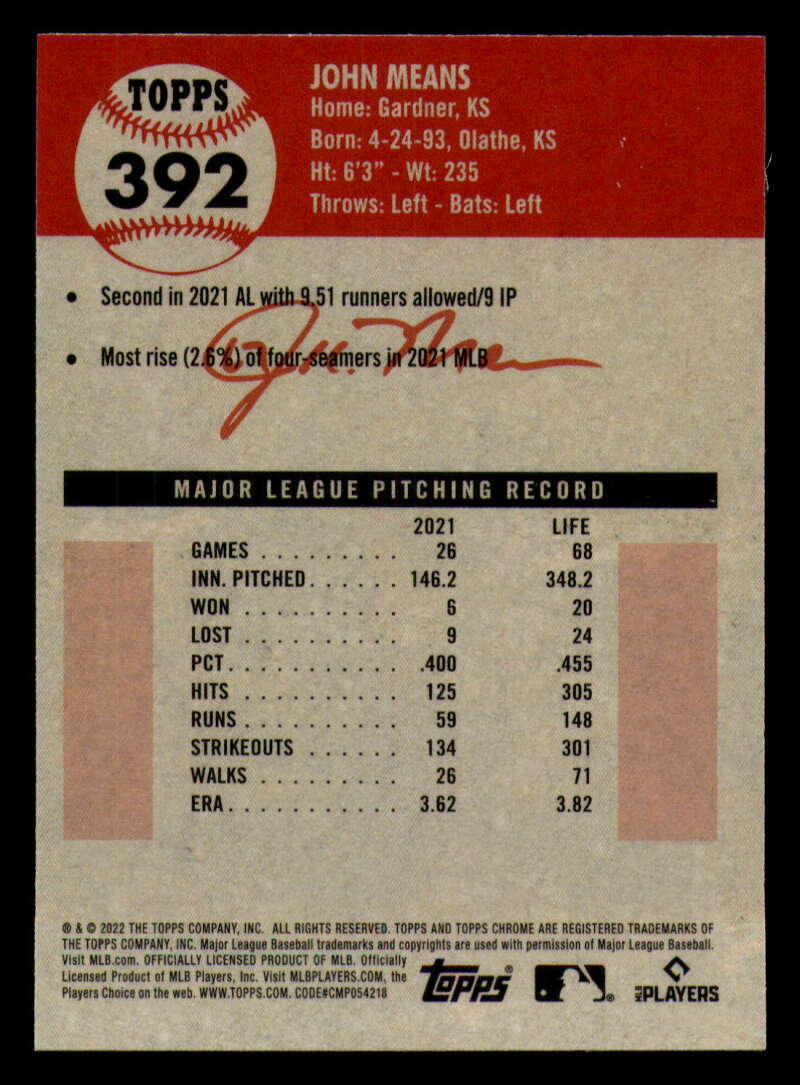 TOPPS
392
JOHN MEANS
Home: Gardner, KS
Born: 4-24-93, Olathe, KS
Ht: 6'3" - Wt: 235
Throws: Left - Bats: Left
• Second in 2021 AL with 9.51 runners allowed/9 IP
• Most rise (2.6%) of four-seamers in 2021 MLB
MAJOR LEAGUE PITCHING RECORD
2021 LIFE
GAMES . . . . . . . . . 26 68
INN. PITCHED. . . . . . 146.2 348.2
WON . . . . . . . . . . 6 20
LOST . . . . . . . . . . 9 24
PCT. . . . . . . . . . . .400 .455
HITS . . . . . . . . . . 125 305
RUNS . . . . . . . . . . 59 148
STRIKEOUTS . . . . . . 134 301
WALKS . . . . . . . . . 26 71
ERA. . . . . . . . . . . 3.62 3.82
® & © 2022 THE TOPPS COMPANY, INC. ALL RIGHTS RESERVED. TOPPS AND TOPPS CHROME ARE REGISTERED TRADEMARKS OF
THE TOPPS COMPANY, INC. Major League Baseball trademarks and copyrights are used with permission of Major League Baseball.
Visit MLB.com. OFFICIALLY LICENSED PRODUCT OF MLB. Officially
Licensed Product of MLB Players, Inc. Visit MLBPLAYERS.COM, the
Players Choice on the web. WWW.TOPPS.COM. CODE#CMP054218
Topps®
MLB PLAYERS